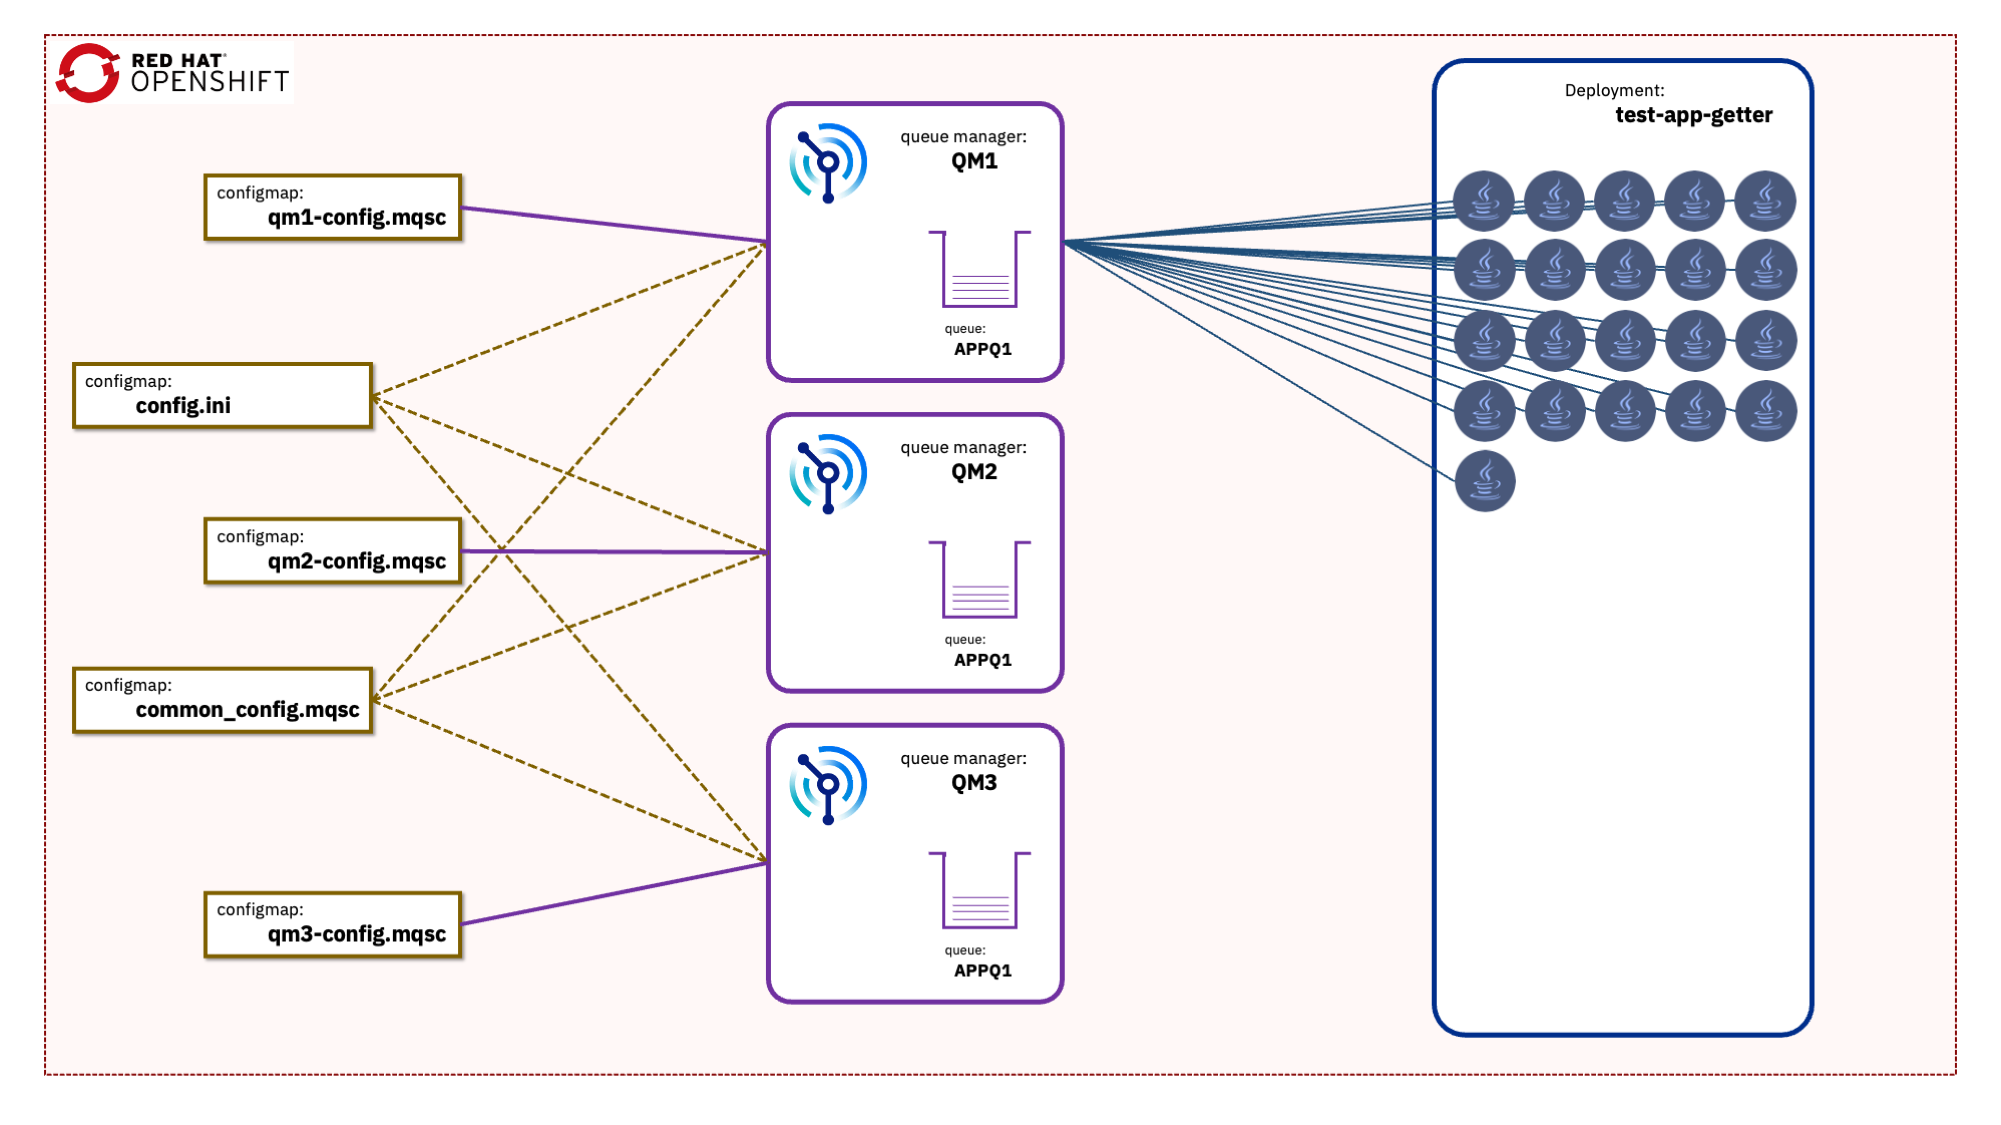 RED HAT®
OPENSHIFT
Deployment:
test-app-getter
queue manager:
QM1
queue:
APPQ1
configmap:
qm1-config.mqsc
configmap:
config.ini
queue manager:
QM2
queue:
APPQ1
configmap:
qm2-config.mqsc
configmap:
common_config.mqsc
queue manager:
QM3
queue:
APPQ1
configmap:
qm3-config.mqsc